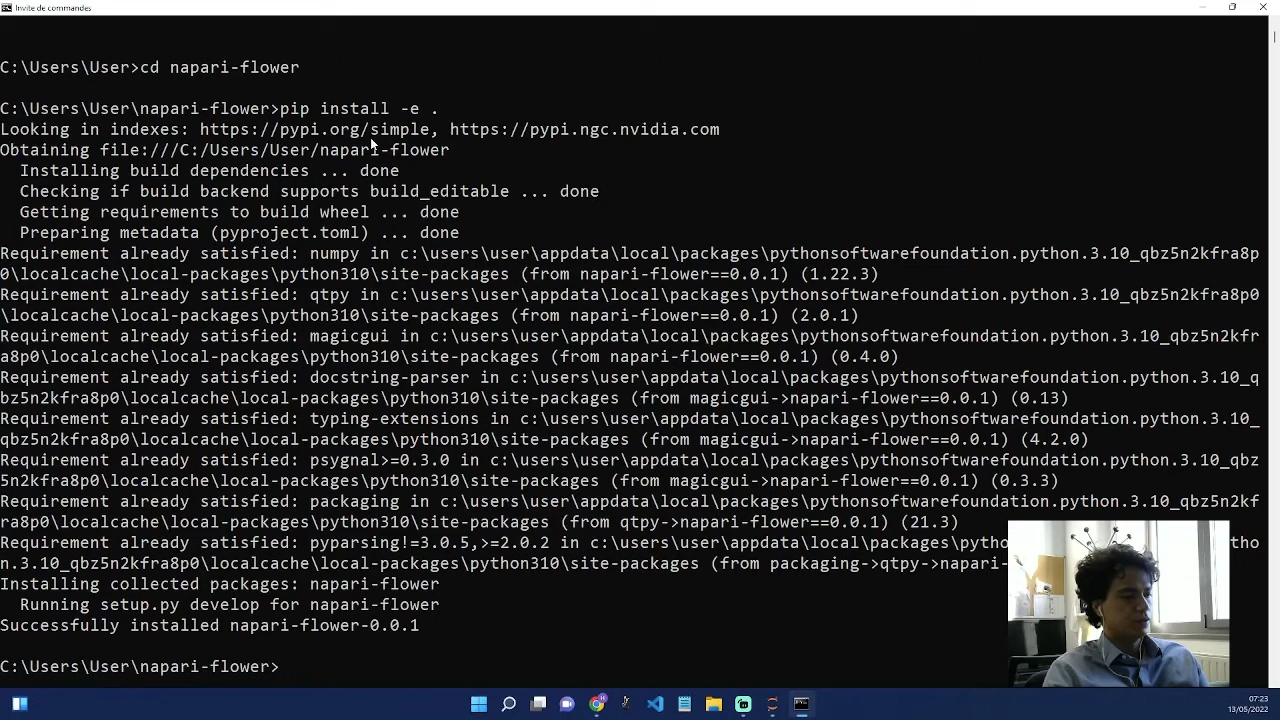 Invite de commandes
C:\Users\User>cd napari-flower
C:\Users\User\napari-flower>pip install -e .
Looking in indexes: https://pypi.org/simple, https://pypi.ngc.nvidia.com
Obtaining file:///C:/Users/User/napari-flower
Installing build dependencies ... done
Checking if build backend supports build_editable ... done
Getting requirements to build wheel ... done
Preparing metadata (pyproject.toml) ... done
Requirement already satisfied: numpy in c:\users\user\appdata\local\packages\pythonsoftwarefoundation.python.3.10_qbz5n2kfra8p
0\localcache\local-packages\python310\site-packages (from napari-flower==0.0.1) (1.22.3)
Requirement already satisfied: qtpy in c:\users\user\appdata\local\packages\pythonsoftwarefoundation.python.3.10_qbz5n2kfra8p0
\localcache\local-packages\python310\site-packages (from napari-flower==0.0.1) (2.0.1)
Requirement already satisfied: magicgui in c:\users\user\appdata\local\packages\pythonsoftwarefoundation.python.3.10_qbz5n2kfr
a8p0\localcache\local-packages\python310\site-packages (from napari-flower==0.0.1) (0.4.0)
Requirement already satisfied: docstring-parser in c:\users\user\appdata\local\packages\pythonsoftwarefoundation.python.3.10_q
bz5n2kfra8p0\localcache\local-packages\python310\site-packages (from magicgui->napari-flower==0.0.1) (0.13)
Requirement already satisfied: typing-extensions in c:\users\user\appdata\local\packages\pythonsoftwarefoundation.python.3.10_
qbz5n2kfra8p0\localcache\local-packages\python310\site-packages (from magicgui->napari-flower==0.0.1) (4.2.0)
Requirement already satisfied: psygnal>=0.3.0 in c:\users\user\appdata\local\packages\pythonsoftwarefoundation.python.3.10_qbz
5n2kfra8p0\localcache\local-packages\python310\site-packages (from magicgui->napari-flower==0.0.1) (0.3.3)
Requirement already satisfied: packaging in c:\users\user\appdata\local\packages\pythonsoftwarefoundation.python.3.10_qbz5n2kf
ra8p0\localcache\local-packages\python310\site-packages (from qtpy->napari-flower==0.0.1) (21.3)
Requirement already satisfied: pyparsing!=3.0.5,>=2.0.2 in c:\users\user\appdata\local\packages\pyth tho
n.3.10_qbz5n2kfra8p0\localcache\local-packages\python310\site-packages (from packaging->qtpy->napari-
Installing collected packages: napari-flower
Running setup.py develop for napari-flower
Successfully installed napari-flower-0.0.1
C:\Users\User\napari-flower>
07:23
13/05/2022